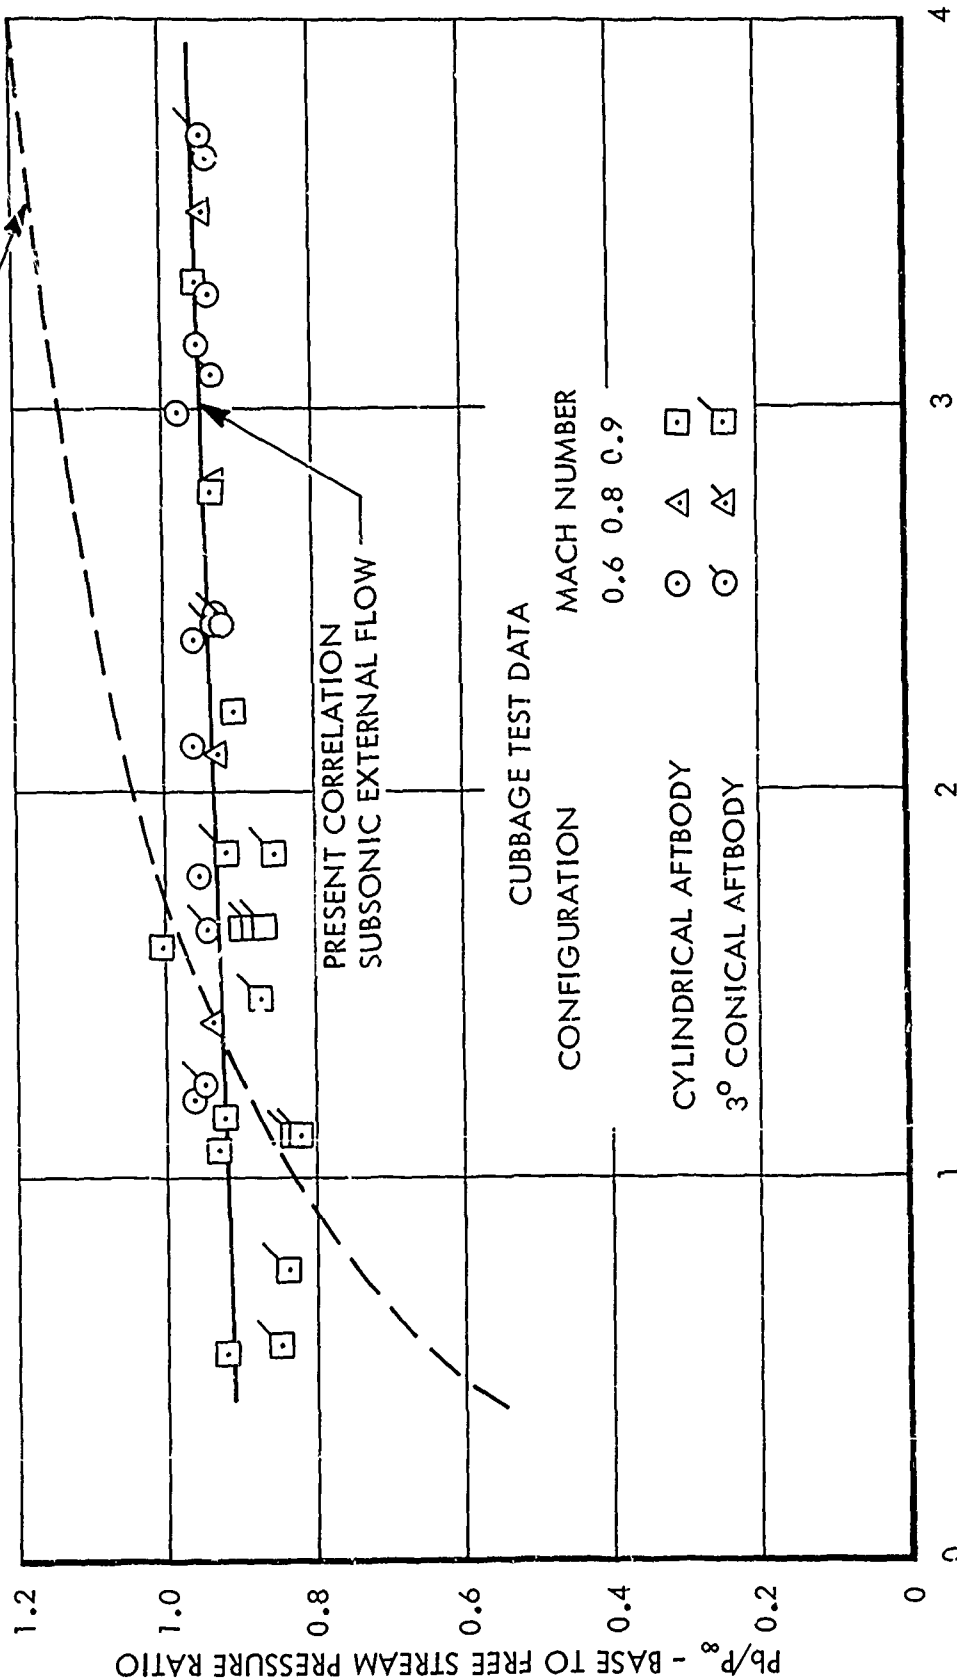 Pb/P∞ - BASE TO FREE STREAM PRESSURE RATIO
1.2
1.0
0.8
0.6
0.4
0.2
0
PRESENT CORRELATION
SUBSONIC EXTERNAL FLOW
CUBBAGE TEST DATA
CONFIGURATION MACH NUMBER
0.6 0.8 0.9
CYLINDRICAL AFTBODY
3° CONICAL AFTBODY
0 1 2 3 4